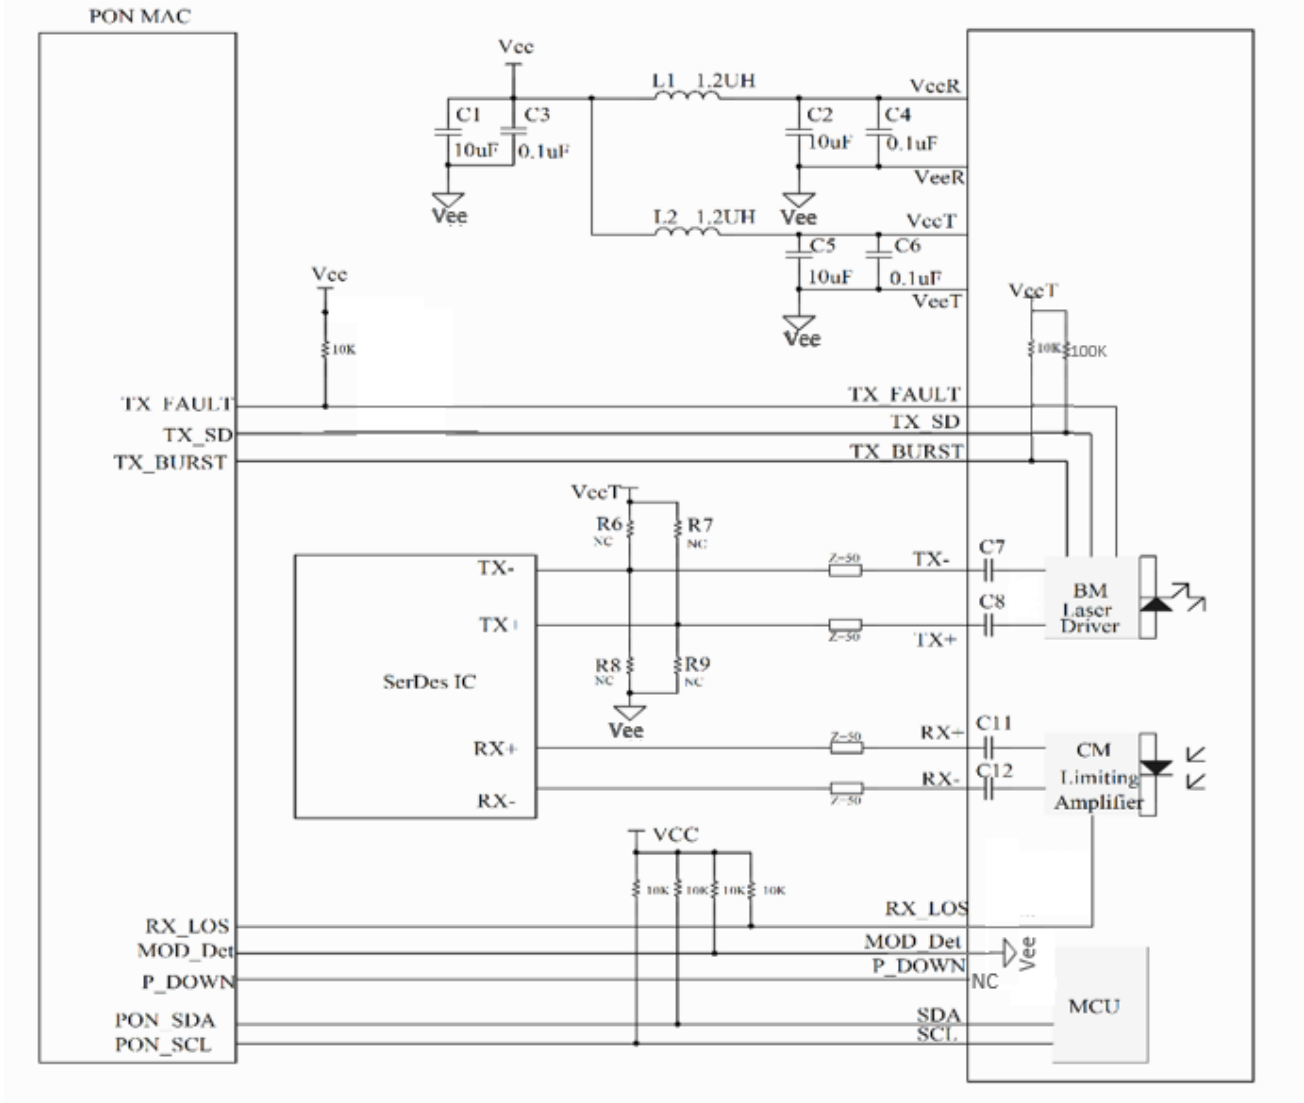 PON MAC
Vcc
L1 1.2UH
VccR
C1
C3
C2
C4
10uF
0.1uF
10uF
0.1uF
VeeR
Vee
Vee
L2 1.2UH
VccT
C5
C6
10uF
0.1uF
Vcc
VeeT
VccT
Vee
10K
10K
100K
TX_FAULT
TX_FAULT
TX_SD
TX_SD
TX_BURST
TX_BURST
VccT
R6
R7
NC
NC
TX-
Z=50
TX-
C7
BM
Laser
Driver
C8
TX+
Z=50
TX+
R8
R9
NC
NC
SerDes IC
Vee
RX+
Z=50
RX+
C11
CM
Limiting
Amplifier
RX-
Z=50
RX-
C12
VCC
10K
10K
10K
10K
RX_LOS
RX_LOS
MOD_Det
MOD_Det
Vee
P_DOWN
P_DOWN
NC
MCU
PON_SDA
SDA
PON_SCL
SCL